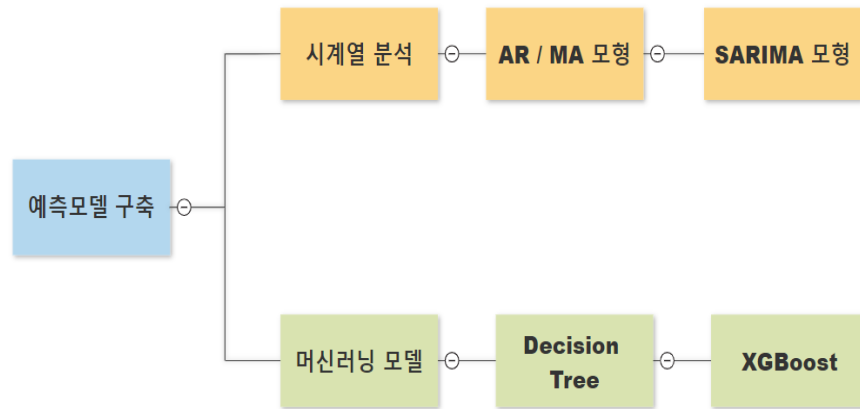 시계열 분석
AR / MA 모형
SARIMA 모형
예측모델 구축
머신러닝 모델
Decision
Tree
XGBoost